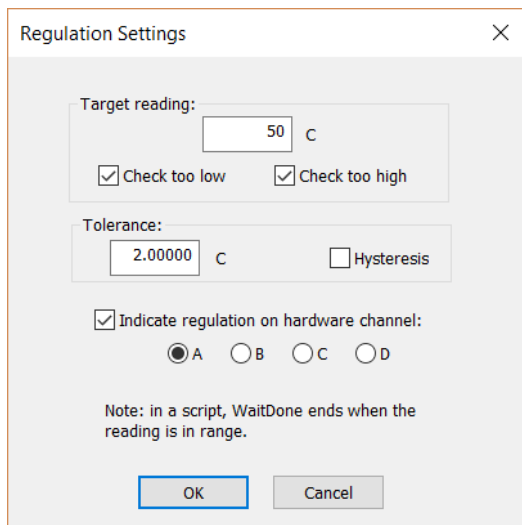 Regulation Settings
Target reading:
50 C
Check too low Check too high
Tolerance:
2.00000 C Hysteresis
Indicate regulation on hardware channel:
A B C D
Note: in a script, WaitDone ends when the
reading is in range.
OK Cancel